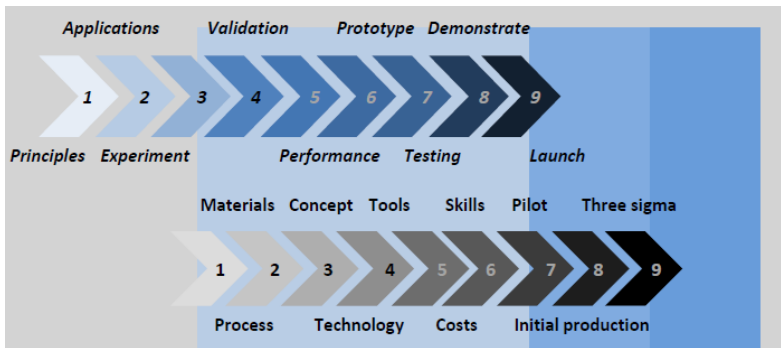 Applications Validation Prototype Demonstrate
1 2 3 4 5 6 7 8 9
Principles Experiment Performance Testing Launch
Materials Concept Tools Skills Pilot Three sigma
1 2 3 4 5 6 7 8 9
Process Technology Costs Initial production